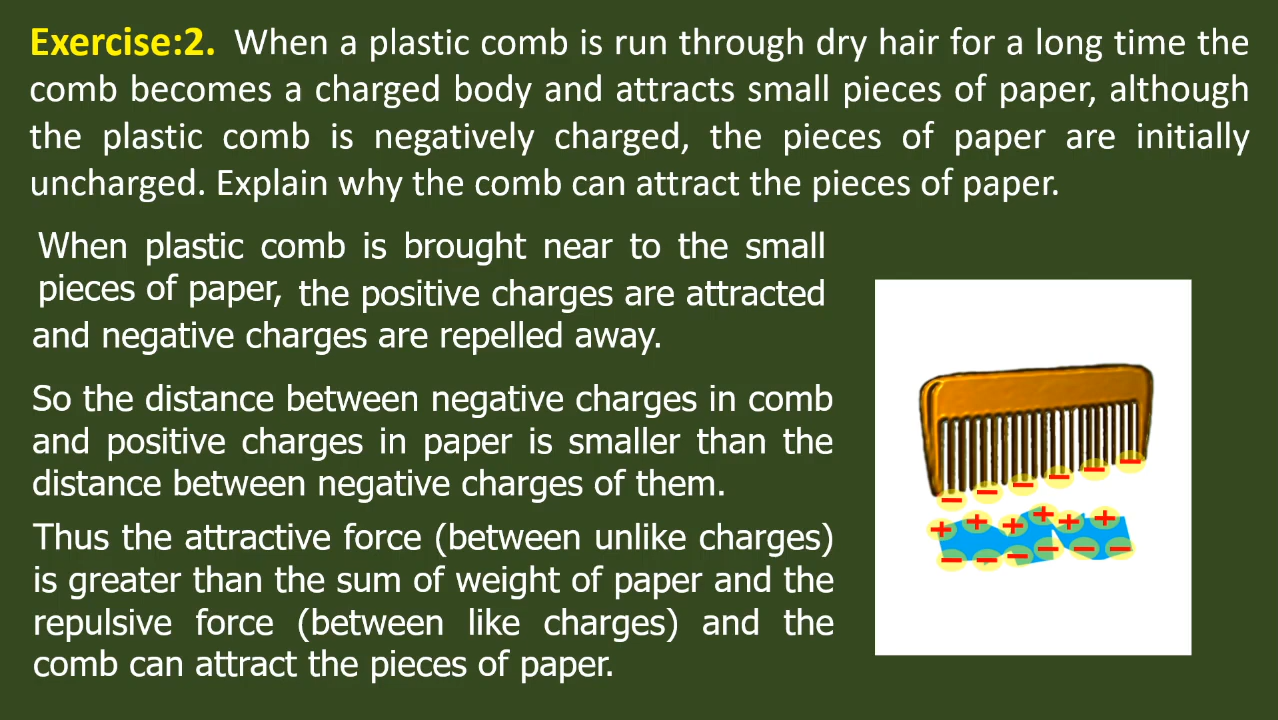 Exercise:2. When a plastic comb is run through dry hair for a long time the
comb becomes a charged body and attracts small pieces of paper, although
the plastic comb is negatively charged, the pieces of paper are initially
uncharged. Explain why the comb can attract the pieces of paper.
When plastic comb is brought near to the small
pieces of paper, the positive charges are attracted
and negative charges are repelled away.
So the distance between negative charges in comb
and positive charges in paper is smaller than the
distance between negative charges of them.
Thus the attractive force (between unlike charges)
is greater than the sum of weight of paper and the
repulsive force (between like charges) and the
comb can attract the pieces of paper.